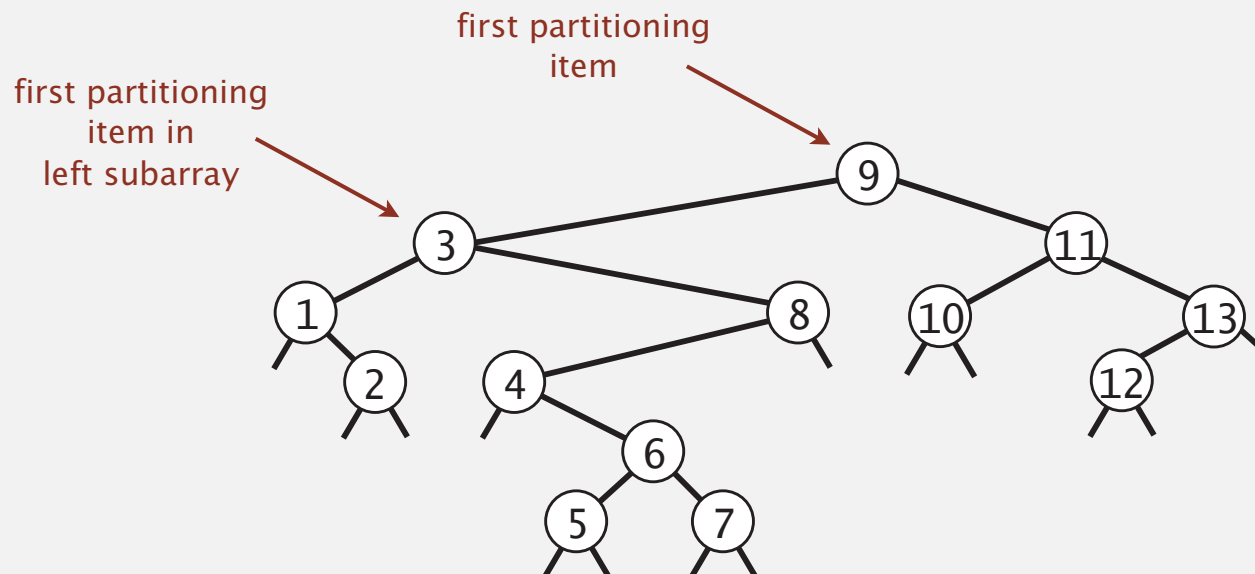 first partitioning
item
first partitioning
item in
left subarray
9
3
11
1
8
10
13
2
4
12
6
5
7